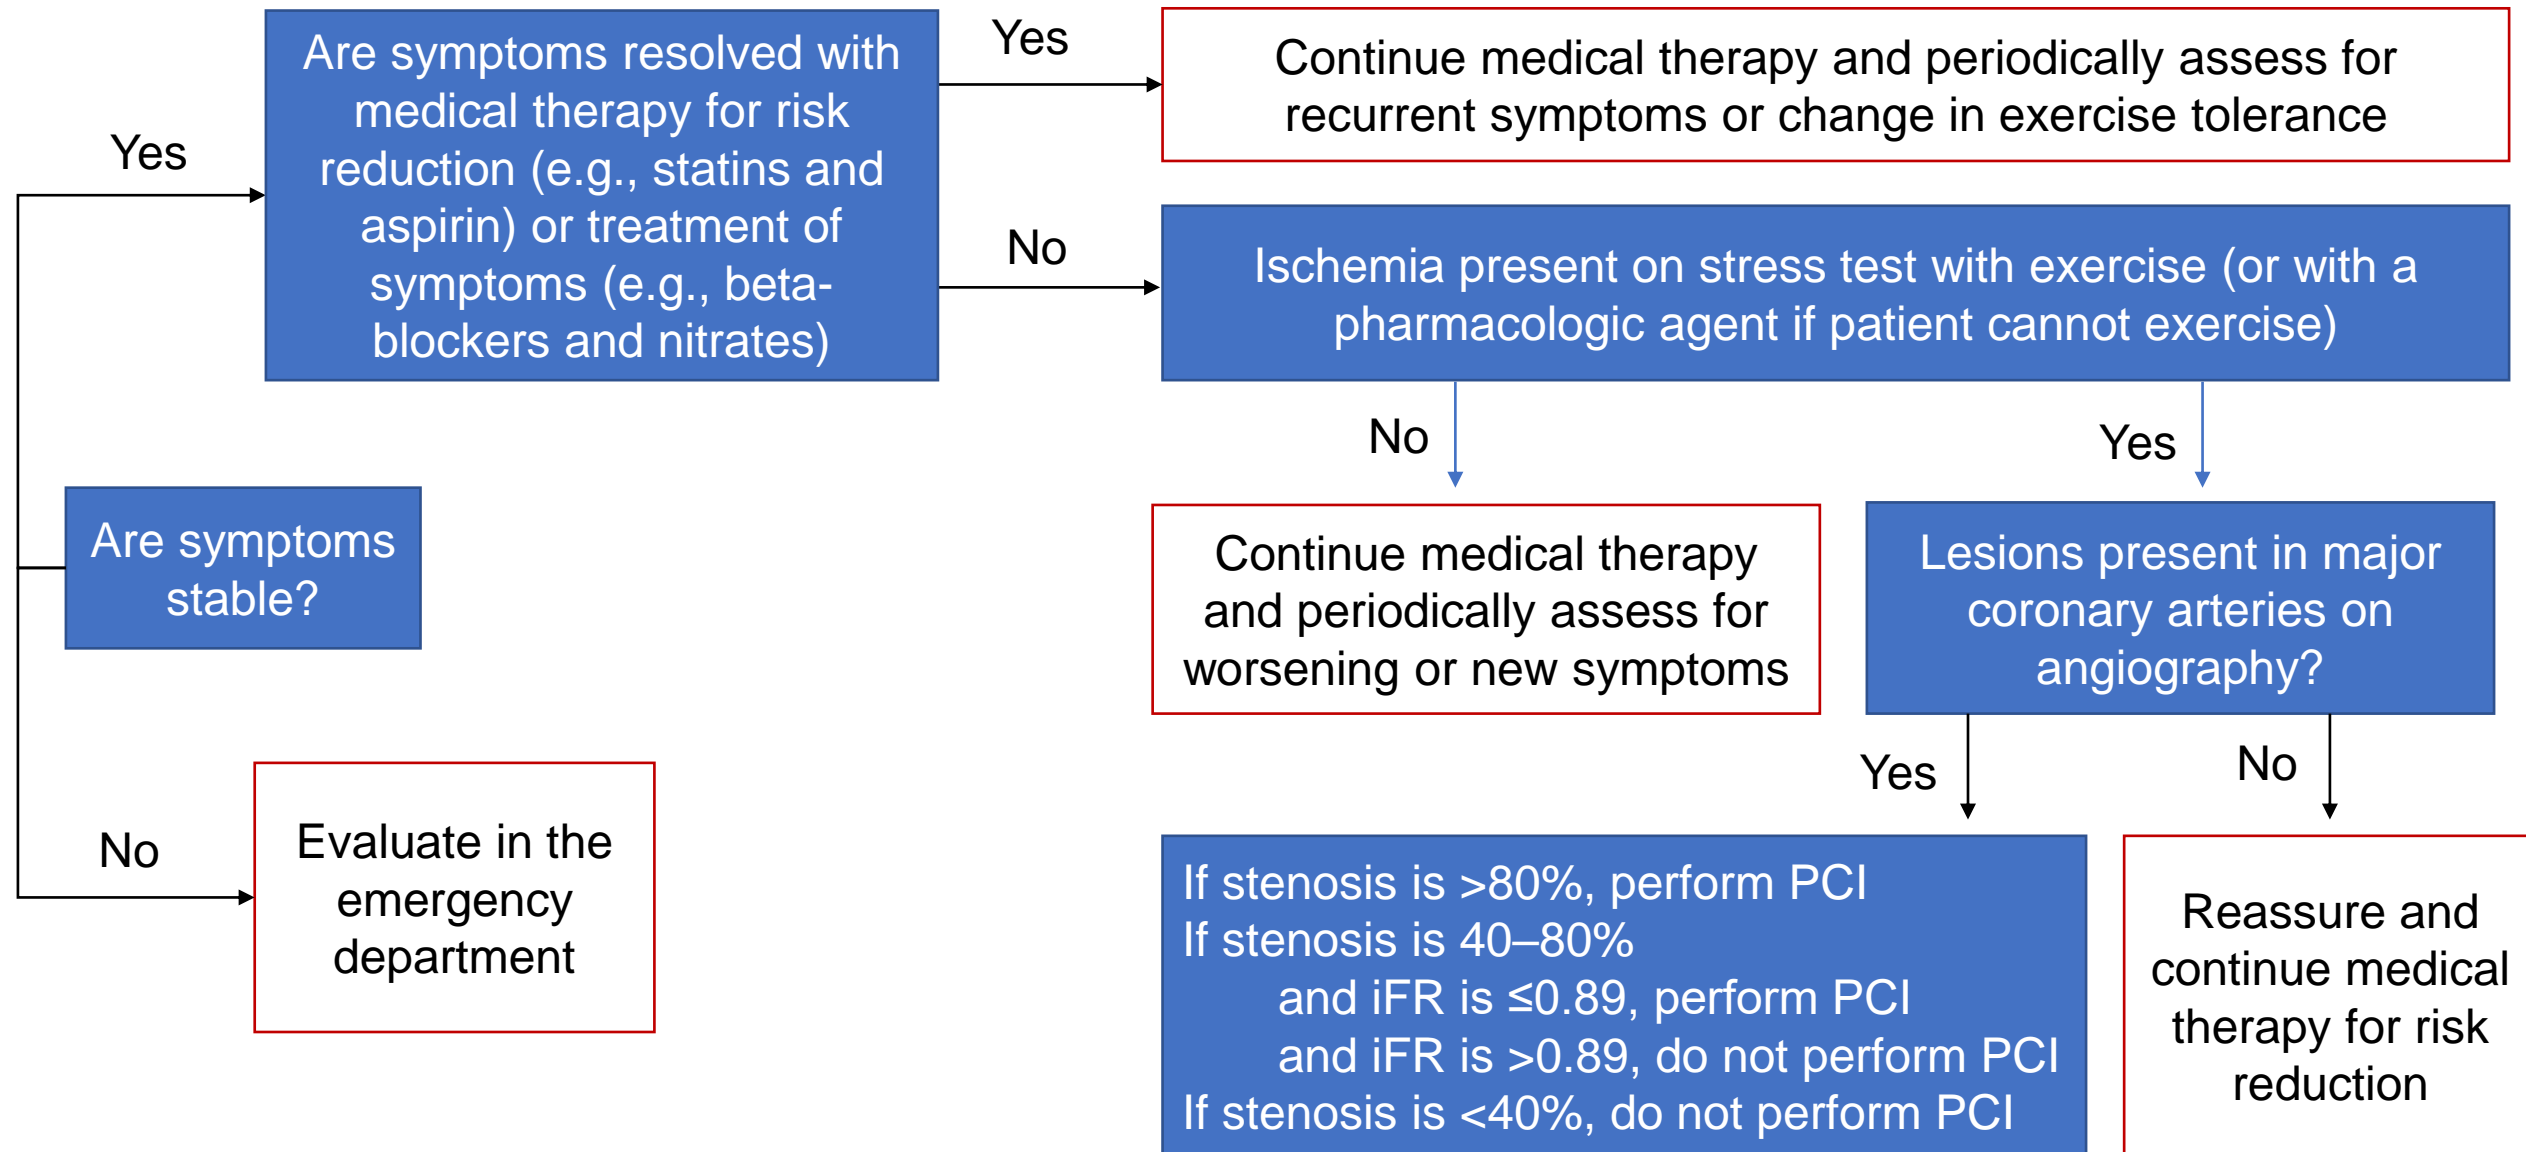 Are symptoms
stable?
Yes
Are symptoms resolved with
medical therapy for risk
reduction (e.g., statins and
aspirin) or treatment of
symptoms (e.g., beta-
blockers and nitrates)
Yes
Continue medical therapy and periodically assess for
recurrent symptoms or change in exercise tolerance
No
Ischemia present on stress test with exercise (or with a
pharmacologic agent if patient cannot exercise)
No
Continue medical therapy
and periodically assess for
worsening or new symptoms
Yes
Lesions present in major
coronary arteries on
angiography?
Yes
If stenosis is >80%, perform PCI
If stenosis is 40–80%
and iFR is ≤0.89, perform PCI
and iFR is >0.89, do not perform PCI
If stenosis is <40%, do not perform PCI
No
Reassure and
continue medical
therapy for risk
reduction
No
Evaluate in the
emergency
department